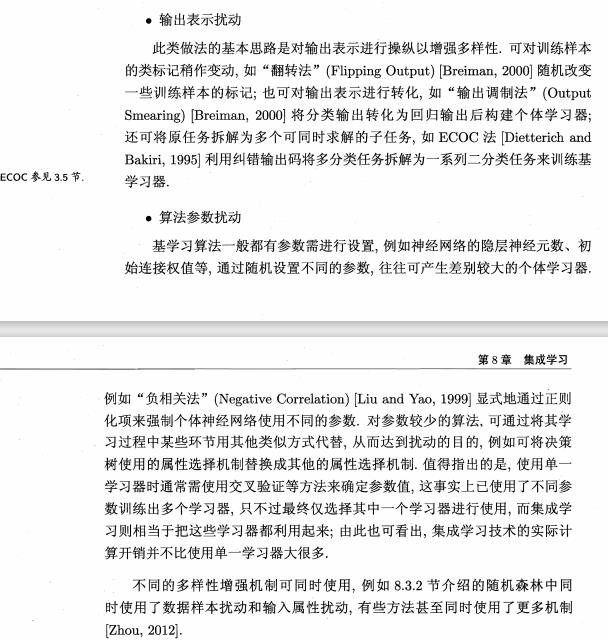 • 输出表示扰动
此类做法的基本思路是对输出表示进行操纵以增强多样性. 可对训练样本
的类标记稍作变动, 如“翻转法”(Flipping Output) [Breiman, 2000] 随机改变
一些训练样本的标记; 也可对输出表示进行转化, 如“输出调制法”(Output
Smearing) [Breiman, 2000] 将分类输出转化为回归输出后构建个体学习器;
还可将原任务拆解为多个可同时求解的子任务, 如 ECOC 法 [Dietterich and
Bakiri, 1995] 利用纠错输出码将多分类任务拆解为一系列二分类任务来训练基
ECOC 参见 3.5 节.
学习器.
• 算法参数扰动
基学习算法一般都有参数需进行设置, 例如神经网络的隐层神经元数、初
始连接权值等, 通过随机设置不同的参数, 往往可产生差别较大的个体学习器.
第 8 章 集成学习
例如“负相关法”(Negative Correlation) [Liu and Yao, 1999] 显式地通过正则
化项来强制个体神经网络使用不同的参数. 对参数较少的算法, 可通过将其学
习过程中某些环节用其他类似方式代替, 从而达到扰动的目的, 例如可将决策
树使用的属性选择机制替换成其他的属性选择机制. 值得指出的是, 使用单一
学习器时通常需使用交叉验证等方法来确定参数值, 这事实上已使用了不同参
数训练出多个学习器, 只不过最终仅选择其中一个学习器进行使用, 而集成学
习则相当于把这些学习器都利用起来; 由此也可看出, 集成学习技术的实际计
算开销并不比使用单一学习器大很多.
不同的多样性增强机制可同时使用, 例如 8.3.2 节介绍的随机森林中同
时使用了数据样本扰动和输入属性扰动, 有些方法甚至同时使用了更多机制
[Zhou, 2012].